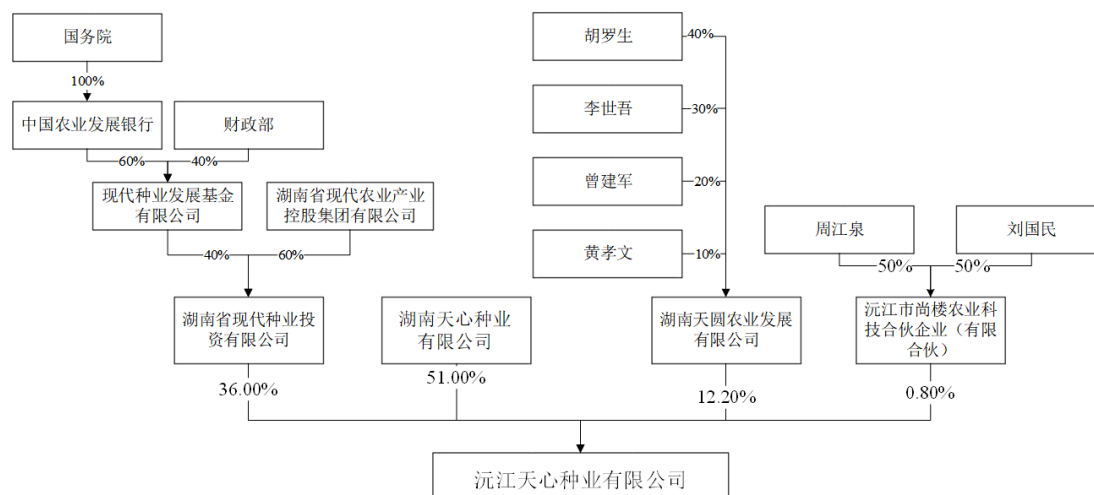 国务院
胡罗生
40%
100%
李世吾
30%
中国农业发展银行
财政部
60%
40%
曾建军
20%
现代种业发展基金
有限公司
湖南省现代农业产业
控股集团有限公司
周江泉
刘国民
40%
60%
黄孝文
10%
50%
50%
湖南省现代种业投
资有限公司
湖南天心种业
有限公司
湖南天圆农业发展
有限公司
沅江市尚楼农业科
技合伙企业（有限
合伙）
36.00%
51.00%
12.20%
0.80%
沅江天心种业有限公司